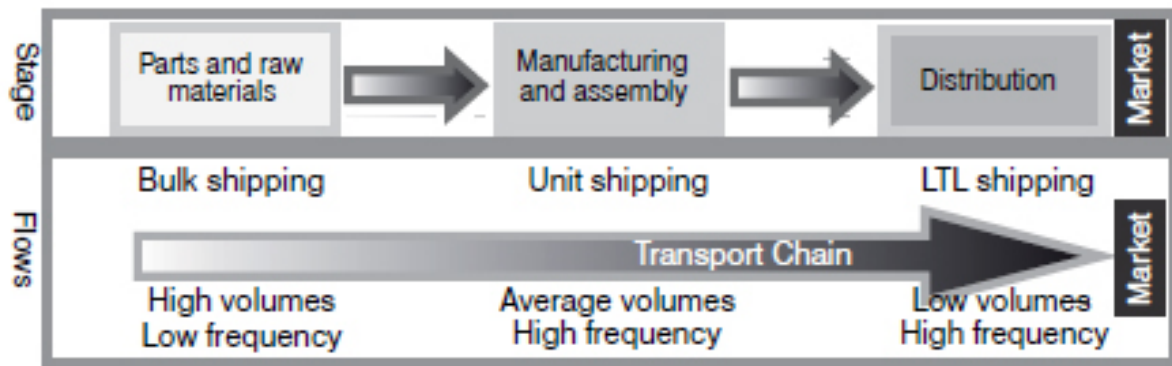 Stage
Parts and raw
materials
Manufacturing
and assembly
Distribution
Market
Flows
Bulk shipping
Unit shipping
LTL shipping
Transport Chain
High volumes
Low frequency
Average volumes
High frequency
Low volumes
High frequency
Market